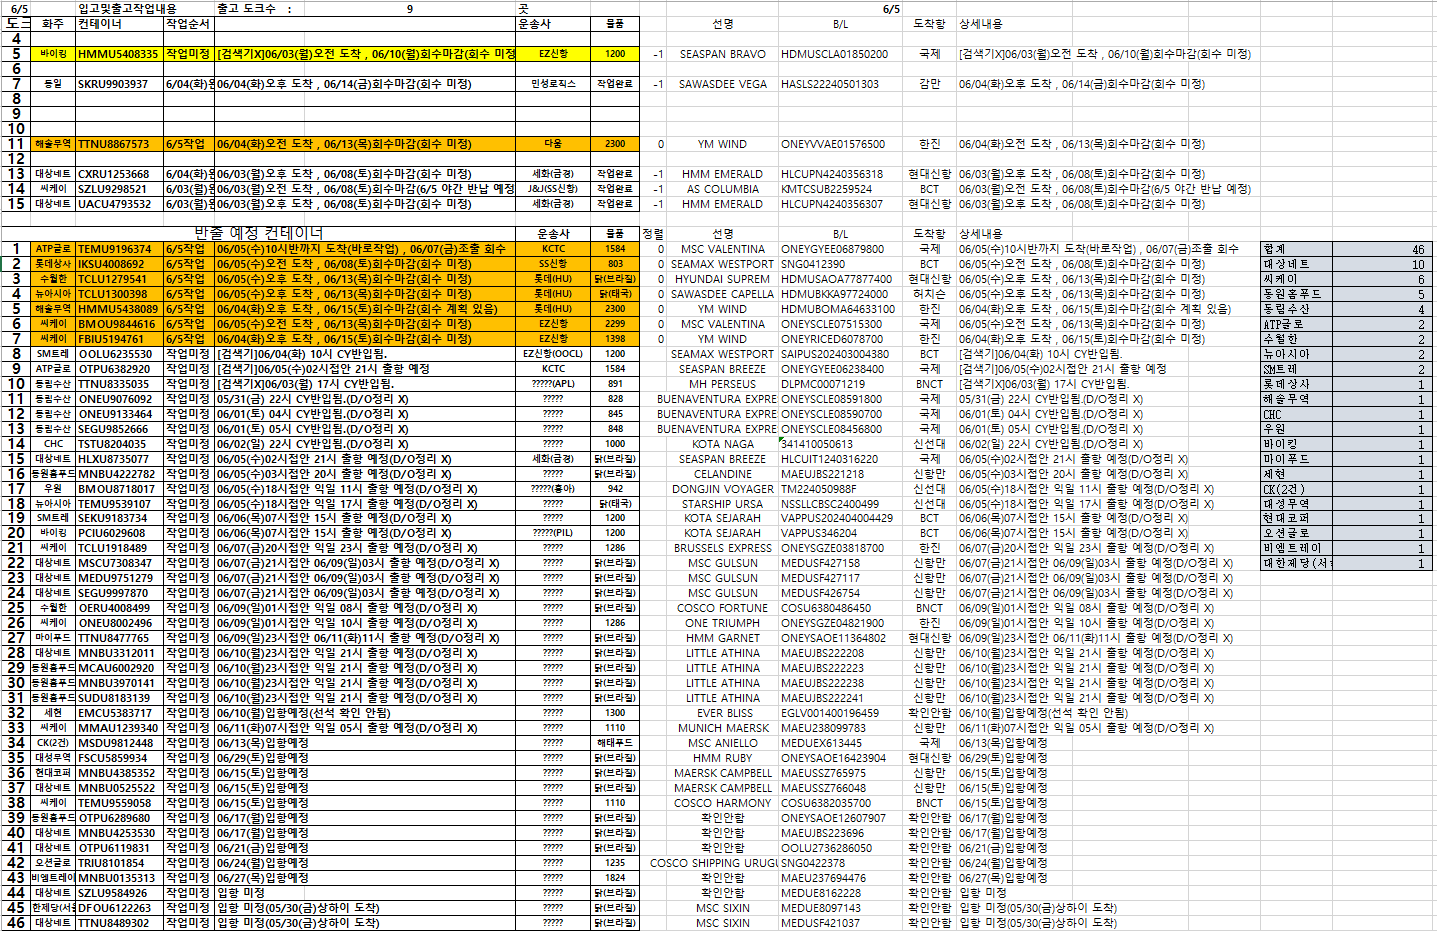 6/5 입고및출고작업내용 출고 도크수 : 9 곳 6/5
도크 화주 컨테이너 작업순서 운송사 물품 선명 B/L 도착항 상세내용
4
5 바이킹 HMMU5408335 작업미정 [검색기X]06/03(월)오전 도착 , 06/10(월)회수마감(회수 미정 EZ신항 1200 -1 SEASPAN BRAVO HDMUSCLA01850200 국제 [검색기X]06/03(월)오전 도착 , 06/10(월)회수마감(회수 미정)
6
7 동일 SKRU9903937 6/04(화)완 06/04(화)오후 도착 , 06/14(금)회수마감(회수 미정) 민성로직스 작업완료 -1 SAWASDEE VEGA HASLS22240501303 감만 06/04(화)오후 도착 , 06/14(금)회수마감(회수 미정)
8
9
10
11 해술무역 TTNU8867573 6/5작업 06/04(화)오전 도착 , 06/13(목)회수마감(회수 미정) 다움 2300 0 YM WIND ONEYVVAE01576500 한진 06/04(화)오전 도착 , 06/13(목)회수마감(회수 미정)
12
13 대상네트 CXRU1253668 6/04(화)완 06/03(월)오후 도착 , 06/08(토)회수마감(회수 미정) 세화(금경) 작업완료 -1 HMM EMERALD HLCUPN4240356318 현대신항 06/03(월)오후 도착 , 06/08(토)회수마감(회수 미정)
14 씨케이 SZLU9298521 6/03(월)완 06/03(월)오전 도착 , 06/08(토)회수마감(6/5 야간 반납 예정 J&J(SS신항) 작업완료 -1 AS COLUMBIA KMTCSUB2259524 BCT 06/03(월)오전 도착 , 06/08(토)회수마감(6/5 야간 반납 예정)
15 대상네트 UACU4793532 6/03(월)완 06/03(월)오후 도착 , 06/08(토)회수마감(회수 미정) 세화(금경) 작업완료 -1 HMM EMERALD HLCUPN4240356307 현대신항 06/03(월)오후 도착 , 06/08(토)회수마감(회수 미정)
반출 예정 컨테이너 운송사 물품 정렬 선명 B/L 도착항 상세내용
1 ATP글로 TEMU9196374 6/5작업 06/05(수)10시반까지 도착(바로작업) , 06/07(금)조출 회수 KCTC 1584 0 MSC VALENTINA ONEYGYEE06879800 국제 06/05(수)10시반까지 도착(바로작업) , 06/07(금)조출 회수 합계 46
2 롯데상사 IKSU4008692 6/5작업 06/05(수)오전 도착 , 06/08(토)회수마감(회수 미정) SS신항 803 0 SEAMAX WESTPORT SNG0412390 BCT 06/05(수)오전 도착 , 06/08(토)회수마감(회수 미정) 대상네트 10
3 수월한 TCLU1279541 6/5작업 06/05(수)오후 도착 , 06/13(목)회수마감(회수 미정) 롯데(HU) 닭(브라질) 0 HYUNDAI SUPREM HDMUSAOA77877400 현대신항 06/05(수)오후 도착 , 06/13(목)회수마감(회수 미정) 씨케이 6
4 뉴아시아 TCLU1300398 6/5작업 06/05(수)오후 도착 , 06/13(목)회수마감(회수 미정) 롯데(HU) 닭(태국) 0 SAWASDEE CAPELLA HDMUBKKA97724000 허치슨 06/05(수)오후 도착 , 06/13(목)회수마감(회수 미정) 동원홈푸드 5
5 해술무역 HMMU5438089 6/5작업 06/04(화)오후 도착 , 06/13(목)회수마감(회수 계획 있음) 롯데(HU) 2300 0 YM WIND HDMUBOMA64633100 한진 06/04(화)오후 도착 , 06/13(목)회수마감(회수 계획 있음) 동림수산 4
6 씨케이 BMOU9844616 6/5작업 06/05(수)오전 도착 , 06/13(목)회수마감(회수 미정) EZ신항 2299 0 MSC VALENTINA ONEYSCLE07515300 국제 06/05(수)오전 도착 , 06/13(목)회수마감(회수 미정) ATP글로 2
7 씨케이 FBIU5194761 6/5작업 06/04(화)오후 도착 , 06/15(토)회수마감(회수 미정) EZ신항 1398 0 YM WIND ONEYRICED6078700 한진 06/04(화)오후 도착 , 06/15(토)회수마감(회수 미정) 수월한 2
8 SM트레 OOLU6235530 작업미정 [검색기]06/04(화) 10시 CY반입됨. EZ신항(OOCL) 1200 SEAMAX WESTPORT SAIPUS202403004380 BCT [검색기]06/04(화) 10시 CY반입됨. 뉴아시아 2
9 ATP글로 OTPU6382920 작업미정 [검색기]06/05(수)02시접안 21시 출항 예정 KCTC 1584 SEASPAN BREEZE ONEYGYEE06238400 국제 [검색기]06/05(수)02시접안 21시 출항 예정 SM트레 2
10 동림수산 TTNU8335035 작업미정 [검색기X]06/03(월) 17시 CY반입됨. ?????(APL) 891 MH PERSEUS DLPMC00071219 BNCT [검색기X]06/03(월) 17시 CY반입됨. 롯데상사 1
11 동림수산 ONEU9076092 작업미정 05/31(금) 22시 CY반입됨.(D/O정리 X) ????? 828 BUENAVENTURA EXPRE ONEYSCLE08591800 국제 05/31(금) 22시 CY반입됨.(D/O정리 X) 해술무역 1
12 동림수산 ONEU9133464 작업미정 06/01(토) 04시 CY반입됨.(D/O정리 X) ????? 845 BUENAVENTURA EXPRE ONEYSCLE08590700 국제 06/01(토) 04시 CY반입됨.(D/O정리 X) CHC 1
13 동림수산 SEGU9852666 작업미정 06/01(토) 05시 CY반입됨.(D/O정리 X) ????? 848 BUENAVENTURA EXPRE ONEYSCLE08456800 국제 06/01(토) 05시 CY반입됨.(D/O정리 X) 우원 1
14 CHC TSTU8204035 작업미정 06/02(일) 22시 CY반입됨.(D/O정리 X) ????? 1000 KOTA NAGA 341410050613 신선대 06/02(일) 22시 CY반입됨.(D/O정리 X) 바이킹 1
15 대상네트 HLXU8735077 작업미정 06/05(수)02시접안 21시 출항 예정(D/O정리 X) 세화(금경) 닭(브라질) SEASPAN BREEZE HLCUIT1240316220 국제 06/05(수)02시접안 21시 출항 예정(D/O정리 X) 마이푸드 1
16 동원홈푸드 MNBU4222782 작업미정 06/05(수)03시접안 20시 출항 예정(D/O정리 X) ????? 닭(브라질) CELANDINE MAEUJBS221218 신항만 06/05(수)03시접안 20시 출항 예정(D/O정리 X) 세현 1
17 우원 BMOU8718017 작업미정 06/05(수)18시접안 익일 11시 출항 예정(D/O정리 X) ?????(흥아) 942 DONGJIN VOYAGER TM224050988F 신선대 06/05(수)18시접안 익일 11시 출항 예정(D/O정리 X) CK(2건) 1
18 뉴아시아 TEMU9539107 작업미정 06/05(수)18시접안 익일 17시 출항 예정(D/O정리 X) ????? 닭(태국) STARSHIP URSA NSSLLCBSC2400499 신선대 06/05(수)18시접안 익일 17시 출항 예정(D/O정리 X) 대성무역 1
19 SM트레 SEKU9183734 작업미정 06/06(목)07시접안 15시 출항 예정(D/O정리 X) ????? 1200 KOTA SEJARAH VAPPUS202404004429 BCT 06/06(목)07시접안 15시 출항 예정(D/O정리 X) 현대코퍼 1
20 바이킹 PCIU6029608 작업미정 06/06(목)07시접안 15시 출항 예정(D/O정리 X) ?????(PIL) 1200 KOTA SEJARAH VAPPUS346204 BCT 06/06(목)07시접안 15시 출항 예정(D/O정리 X) 오션글로 1
21 씨케이 TCLU1918489 작업미정 06/07(금)20시접안 익일 23시 출항 예정(D/O정리 X) ????? 1286 BRUSSELS EXPRESS ONEYSGZE03818700 한진 06/07(금)20시접안 익일 23시 출항 예정(D/O정리 X) 비엠트레이 1
22 대상네트 MSCU7308347 작업미정 06/07(금)21시접안 06/09(일)03시 출항 예정(D/O정리 X) ????? 닭(브라질) MSC GULSUN MEDUSF427158 신항만 06/07(금)21시접안 06/09(일)03시 출항 예정(D/O정리 X) 대한제당(서울 1
23 대상네트 MEDU9751279 작업미정 06/07(금)21시접안 06/09(일)03시 출항 예정(D/O정리 X) ????? 닭(브라질) MSC GULSUN MEDUSF427117 신항만 06/07(금)21시접안 06/09(일)03시 출항 예정(D/O정리 X)
24 대상네트 SEGU9997870 작업미정 06/07(금)21시접안 06/09(일)03시 출항 예정(D/O정리 X) ????? 닭(브라질) MSC GULSUN MEDUSF426754 신항만 06/07(금)21시접안 06/09(일)03시 출항 예정(D/O정리 X)
25 수월한 OERU4008499 작업미정 06/09(일)01시접안 익일 08시 출항 예정(D/O정리 X) ????? 닭(브라질) COSCO FORTUNE COSU6380486450 BNCT 06/09(일)01시접안 익일 08시 출항 예정(D/O정리 X)
26 씨케이 ONEU8002496 작업미정 06/09(일)01시접안 익일 10시 출항 예정(D/O정리 X) ????? 1286 ONE TRIUMPH ONEYSGZE04821900 한진 06/09(일)01시접안 익일 10시 출항 예정(D/O정리 X)
27 마이푸드 TTNU8477765 작업미정 06/09(일)23시접안 06/11(화)11시 출항 예정(D/O정리 X) ????? 닭(브라질) HMM GARNET ONEYSAOE11364802 현대신항 06/09(일)23시접안 06/11(화)11시 출항 예정(D/O정리 X)
28 대상네트 MNBU3312011 작업미정 06/10(월)23시접안 익일 21시 출항 예정(D/O정리 X) ????? 닭(브라질) LITTLE ATHINA MAEUJBS222208 신항만 06/10(월)23시접안 익일 21시 출항 예정(D/O정리 X)
29 동원홈푸드 MCAU6002920 작업미정 06/10(월)23시접안 익일 21시 출항 예정(D/O정리 X) ????? 닭(브라질) LITTLE ATHINA MAEUJBS222223 신항만 06/10(월)23시접안 익일 21시 출항 예정(D/O정리 X)
30 동원홈푸드 MNBU3970141 작업미정 06/10(월)23시접안 익일 21시 출항 예정(D/O정리 X) ????? 닭(브라질) LITTLE ATHINA MAEUJBS222238 신항만 06/10(월)23시접안 익일 21시 출항 예정(D/O정리 X)
31 동원홈푸드 SUDU8183139 작업미정 06/10(월)23시접안 익일 21시 출항 예정(D/O정리 X) ????? 닭(브라질) LITTLE ATHINA MAEUJBS222241 신항만 06/10(월)23시접안 익일 21시 출항 예정(D/O정리 X)
32 세현 EMCU5383717 작업미정 06/10(월)입항예정(선석 확인 안됨) ????? 1300 EVER BLISS EGLV001400196459 확인안함 06/10(월)입항예정(선석 확인 안됨)
33 씨케이 MMAU1239340 작업미정 06/11(화)07시접안 익일 05시 출항 예정(D/O정리 X) ????? 1110 MUNICH MAERSK MAEU238099783 신항만 06/11(화)07시접안 익일 05시 출항 예정(D/O정리 X)
34 CK(2건) MSDU9812448 작업미정 06/13(목)입항예정 ????? 해태푸드 MSC ANIELLO MEDUEX613445 국제 06/13(목)입항예정
35 대성무역 FSCU5859934 작업미정 06/29(토)입항예정 ????? 닭(브라질) HMM RUBY ONEYSAOE16423904 현대신항 06/29(토)입항예정
36 현대코퍼 MNBU4385352 작업미정 06/15(토)입항예정 ????? 닭(브라질) MAERSK CAMPBELL MAEUSSZ765975 신항만 06/15(토)입항예정
37 대상네트 MNBU0525522 작업미정 06/15(토)입항예정 ????? 닭(브라질) MAERSK CAMPBELL MAEUSSZ766048 신항만 06/15(토)입항예정
38 씨케이 TEMU9559058 작업미정 06/15(토)입항예정 ????? 1110 COSCO HARMONY COSU6382035700 BNCT 06/15(토)입항예정
39 동원홈푸드 OTPU6289680 작업미정 06/17(월)입항예정 ????? 닭(브라질) 확인안함 ONEYSAOE12607907 확인안함 06/17(월)입항예정
40 대상네트 MNBU4253530 작업미정 06/17(월)입항예정 ????? 닭(브라질) 확인안함 MAEUJBS223696 확인안함 06/17(월)입항예정
41 대상네트 OTPU6119831 작업미정 06/21(금)입항예정 ????? 닭(브라질) 확인안함 OOLU2736286050 확인안함 06/21(금)입항예정
42 오션글로 TRIU8101854 작업미정 06/24(월)입항예정 ????? 1235 COSCO SHIPPING URUGU SNG0422378 확인안함 06/24(월)입항예정
43 비엠트레이 MNBU0135313 작업미정 06/27(목)입항예정 ????? 1824 확인안함 MAEU237694476 확인안함 06/27(목)입항예정
44 대상네트 SZLU9584926 작업미정 입항 미정 ????? 닭(브라질) 확인안함 MEDUE8162228 확인안함 입항 미정
45 한제당(서울 DFOU6122263 작업미정 입항 미정(05/30(금)상하이 도착) ????? 닭(브라질) MSC SIXIN MEDUE8097143 확인안함 입항 미정(05/30(금)상하이 도착)
46 대상네트 TTNU8489302 작업미정 입항 미정(05/30(금)상하이 도착) ????? 닭(브라질) MSC SIXIN MEDUSF421037 확인안함 입항 미정(05/30(금)상하이 도착)